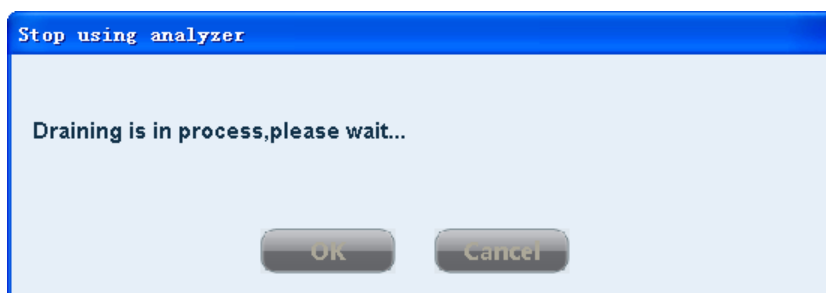 Stop using analyzer
Draining is in process,please wait...
OK
Cancel